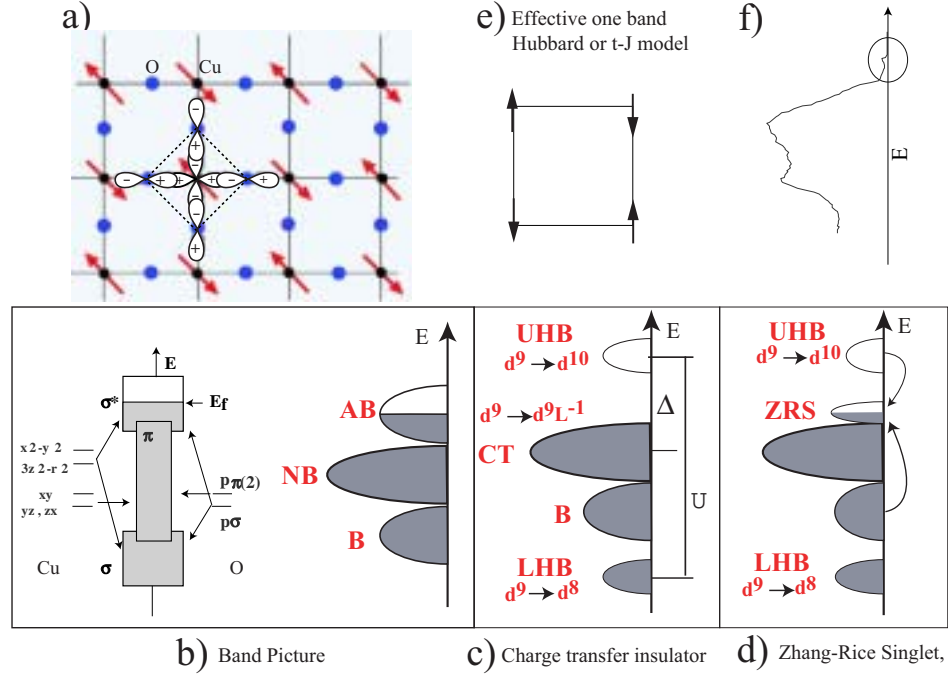 a)
O
Cu
−
+
−
−
+
+
+
−
−
−
+
e) Effective one band
Hubbard or t-J model
f)
E
E
σ*
E_f
π
x 2-y 2
3z 2-r 2
xy
yz , zx
pπ(2)
pσ
Cu
σ
O
E
AB
NB
B
b) Band Picture
E
UHB
d⁹→d¹⁰
Δ
d⁹→d⁹L⁻¹
CT
U
B
LHB
d⁹→d⁸
c) Charge transfer insulator
E
UHB
d⁹→d¹⁰
ZRS
CT
B
LHB
d⁹→d⁸
d) Zhang-Rice Singlet,